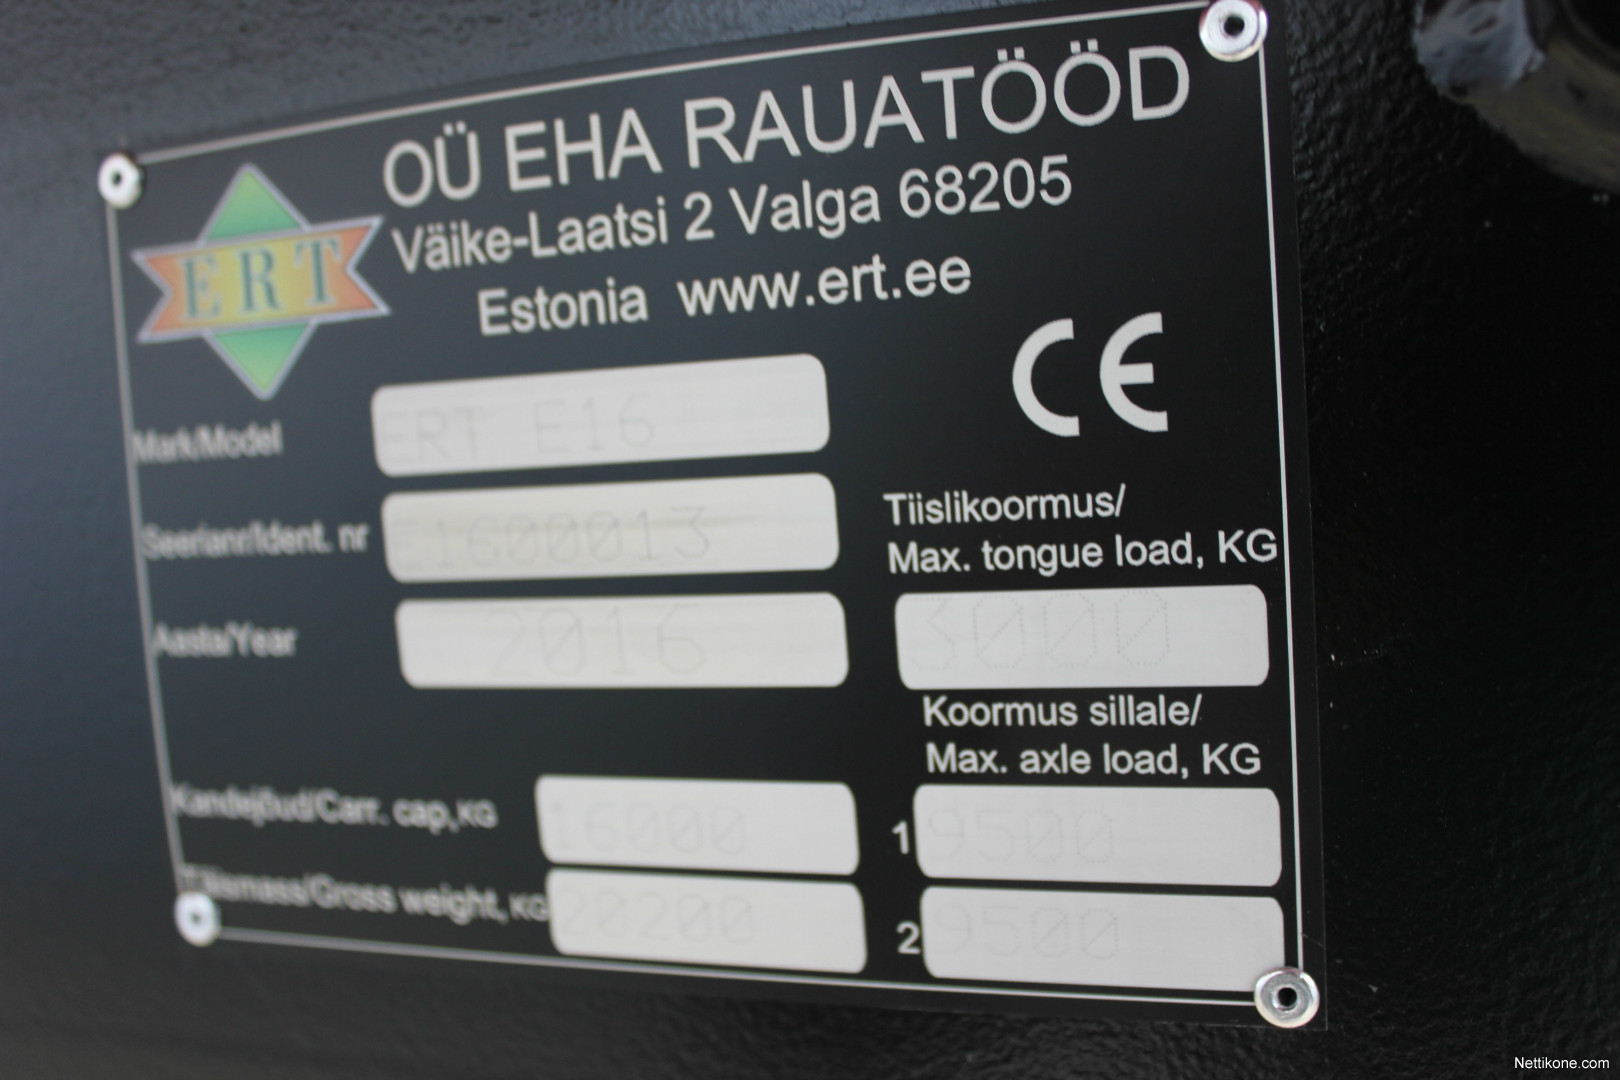 OÜ EHA RAUATÖÖD
Väike-Laatsi 2 Valga 68205
Estonia www.ert.ee
ERT
CE
Mark/Model
ERT E16
Seerianr/Ident. nr
E1600013
Aasta/Year
2016
Tiislikoormus/
Max. tongue load, KG
3000
Koormus sillale/
Max. axle load, KG
Kandejõud/Carr. cap,KG
16000
1 9500
Täismass/Gross weight, KG
20200
2 9500
Nettikone.com